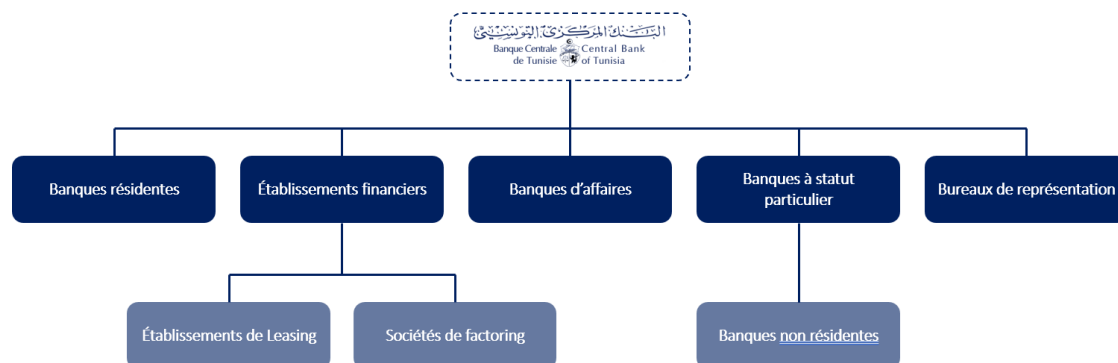 البنك المركزي التونسي
Banque Centrale Central Bank
de Tunisie of Tunisia
Banques résidentes
Établissements financiers
Banques d’affaires
Banques à statut
particulier
Bureaux de représentation
Établissements de Leasing
Sociétés de factoring
Banques non résidentes